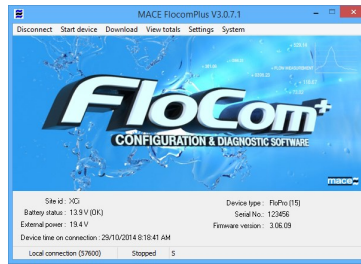 MACE FlocomPlus V3.0.7.1
Disconnect Start device Download View totals Settings System
FloCom+
CONFIGURATION & DIAGNOSTIC SOFTWARE
mace
Site id : XCi
Battery status : 13.9 V (OK)
External power : 19.4 V
Device time on connection : 29/10/2014 8:18:41 AM
Device type : FloPro (15)
Serial No.: 123456
Firmware version : 3.06.09
Local connection (57600) Stopped S